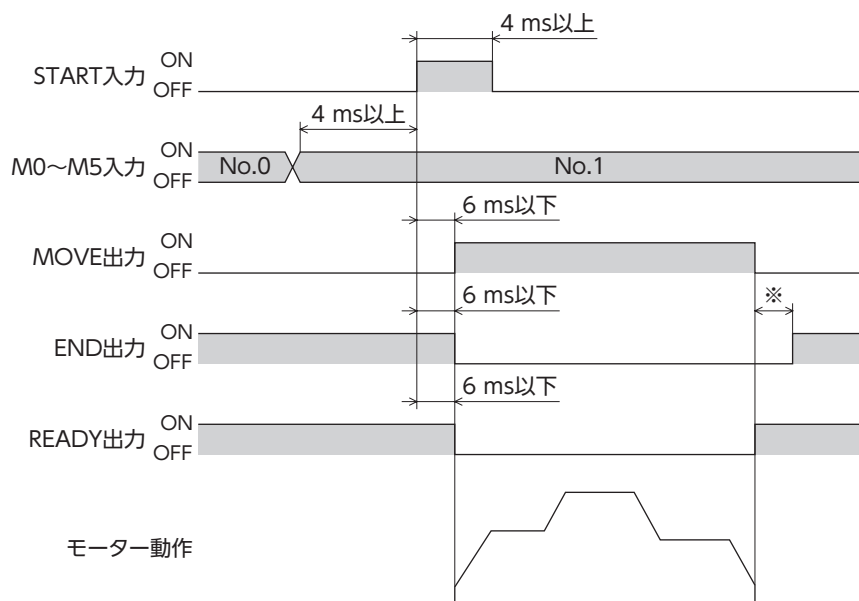 4 ms以上
START入力 ON
OFF
4 ms以上
M0～M5入力 ON
OFF
No.0
No.1
6 ms以下
MOVE出力 ON
OFF
6 ms以下
※
END出力 ON
OFF
6 ms以下
READY出力 ON
OFF
モーター動作